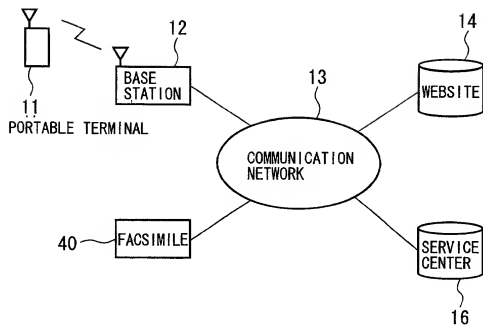 11
PORTABLE TERMINAL
12
BASE
STATION
13
COMMUNICATION
NETWORK
14
WEBSITE
40
FACSIMILE
SERVICE
CENTER
16